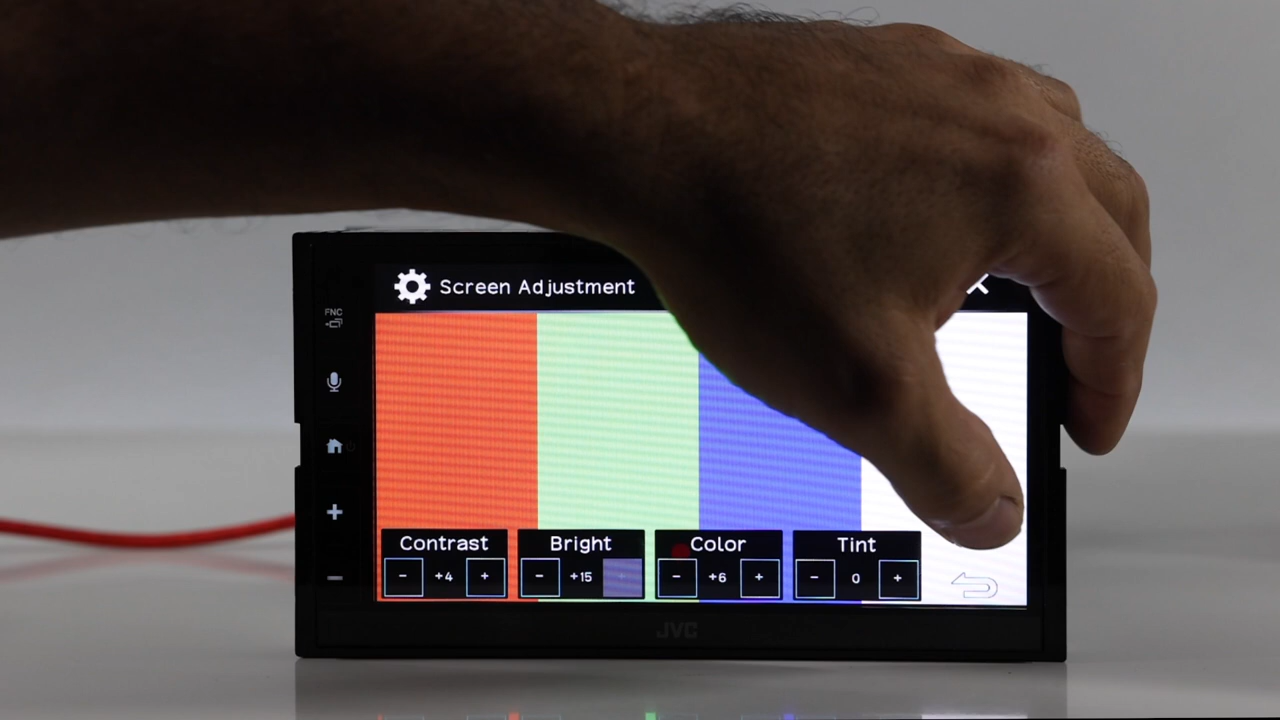 Screen Adjustment
FNC
Contrast Bright Color Tint
- +4 + - +15 + - +6 + - 0 +
JVC